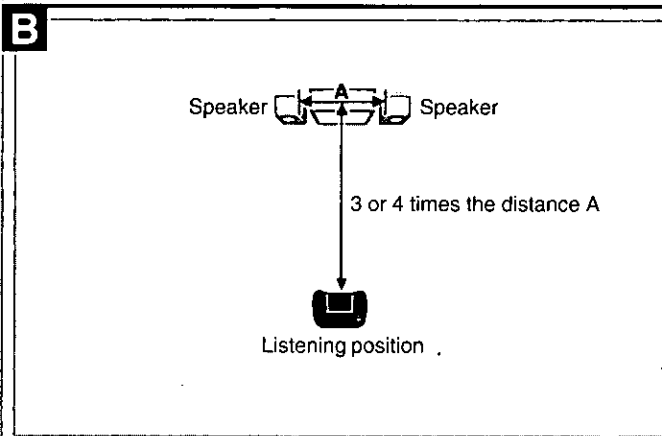 B
A
Speaker Speaker
3 or 4 times the distance A
Listening position